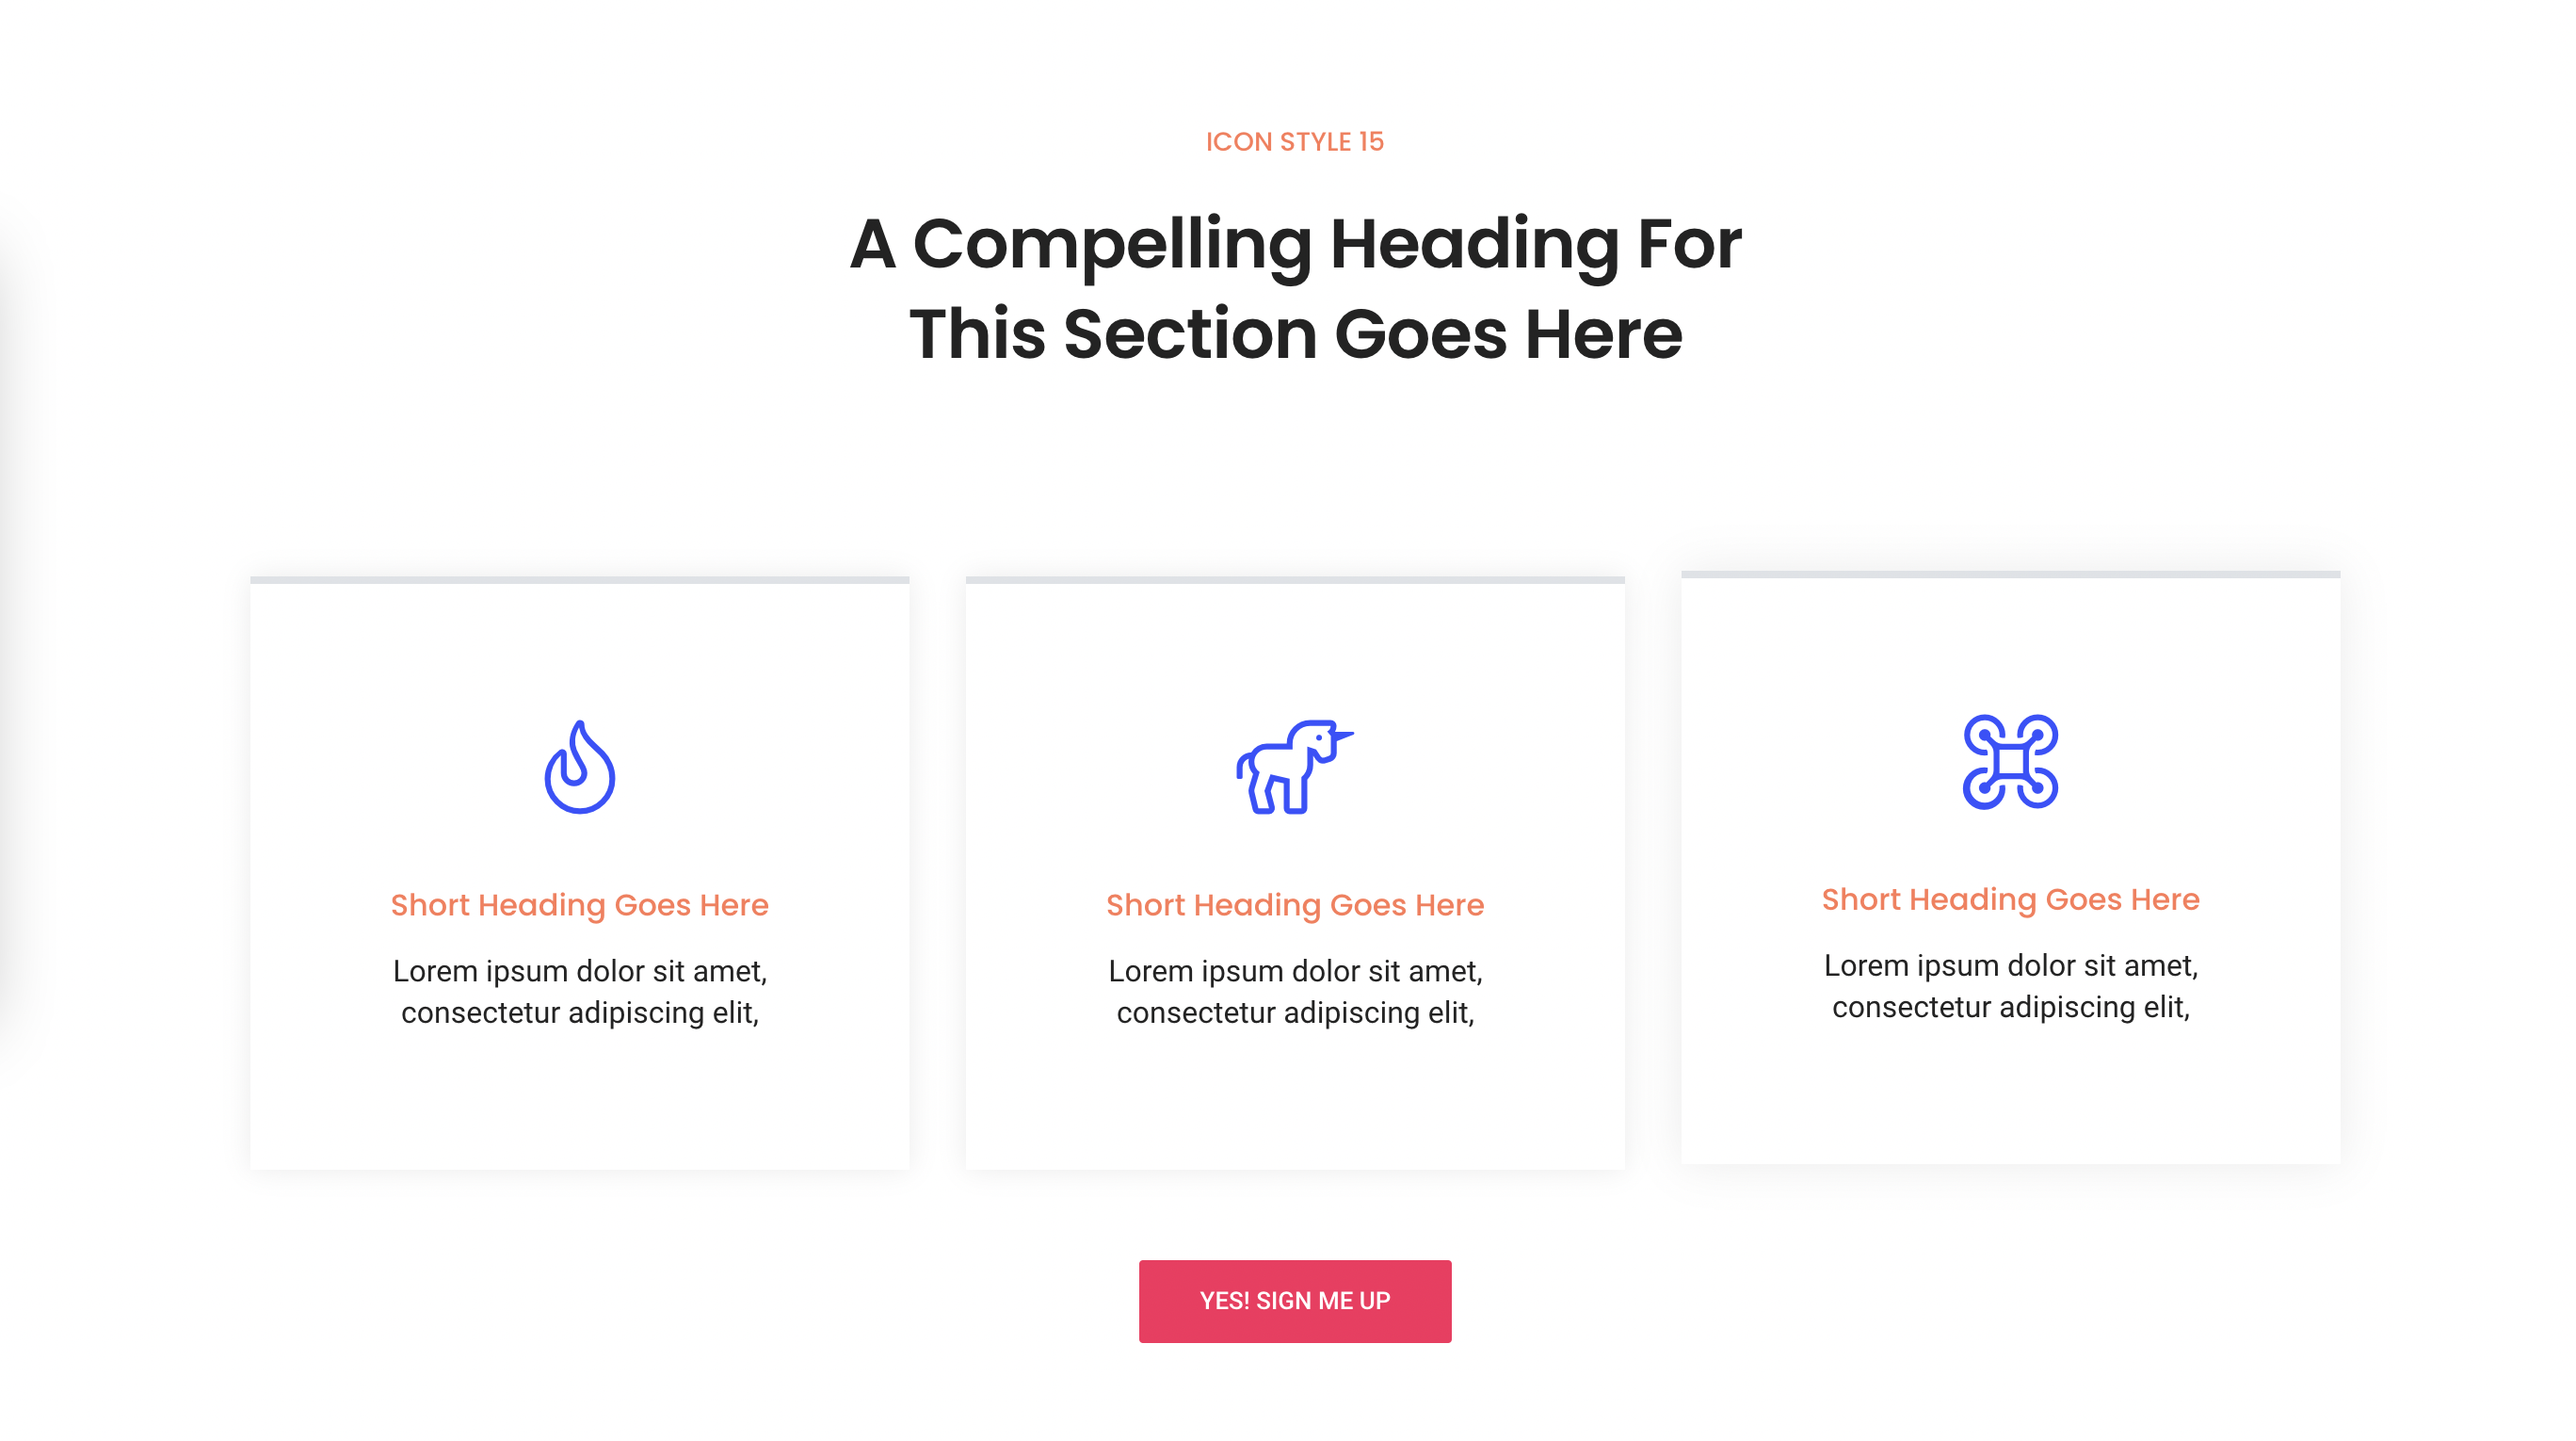 ICON STYLE 15
A Compelling Heading For
This Section Goes Here
Short Heading Goes Here
Lorem ipsum dolor sit amet,
consectetur adipiscing elit,
Short Heading Goes Here
Lorem ipsum dolor sit amet,
consectetur adipiscing elit,
Short Heading Goes Here
Lorem ipsum dolor sit amet,
consectetur adipiscing elit,
YES! SIGN ME UP